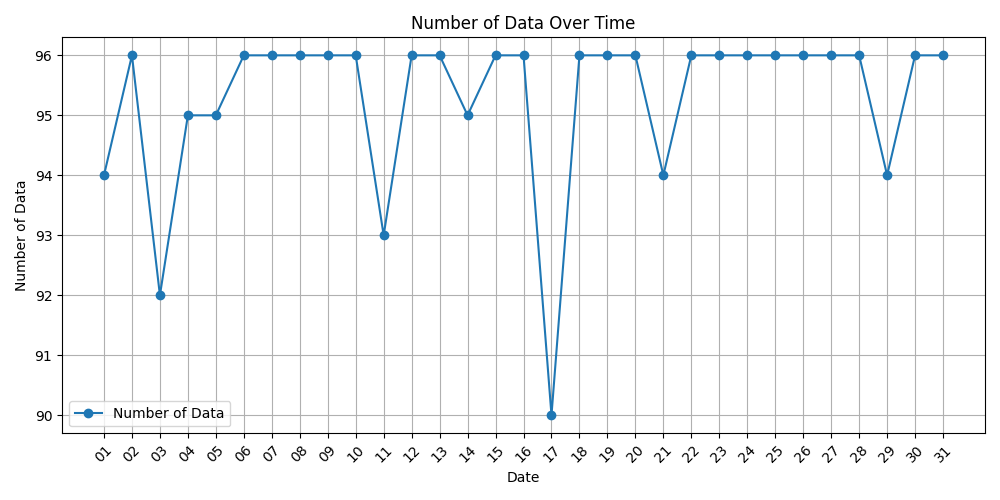 Number of Data Over Time
Number of Data
96
95
94
93
92
91
90
Number of Data
01 02 03 04 05 06 07 08 09 10 11 12 13 14 15 16 17 18 19 20 21 22 23 24 25 26 27 28 29 30 31
Date